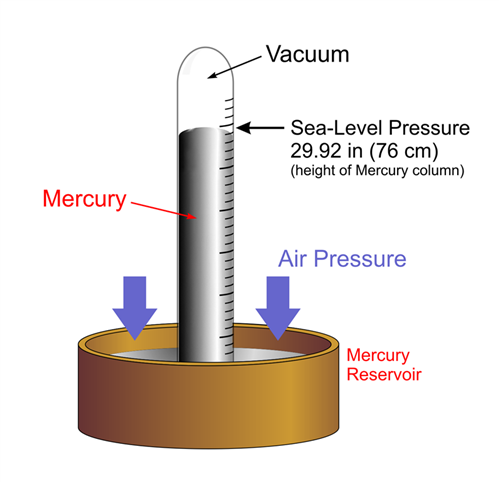 Vacuum
Sea-Level Pressure
29.92 in (76 cm)
(height of Mercury column)
Mercury
Air Pressure
Mercury
Reservoir